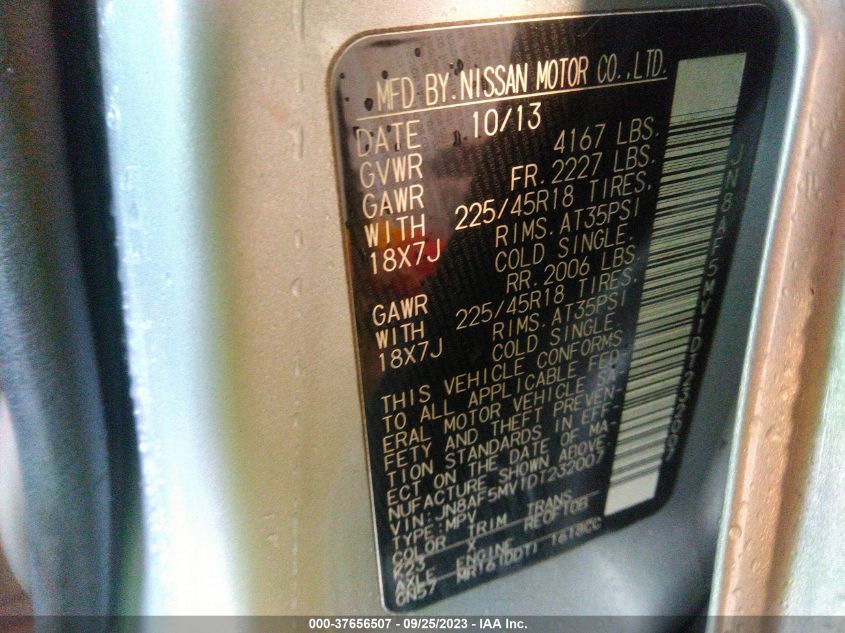 MFD BY.NISSAN MOTOR CO.,LTD.
DATE 10/13
GVWR 4167 LBS.
GAWR FR. 2227 LBS.
WITH 225/45R18 TIRES,
18X7J RIMS. AT35PSI
COLD SINGLE.
GAWR RR. 2006 LBS.
WITH 225/45R18 TIRES,
18X7J RIMS. AT35PSI
COLD SINGLE.
THIS VEHICLE CONFORMS
TO ALL APPLICABLE FED-
ERAL MOTOR VEHICLE SA-
FETY AND THEFT PREVEN-
TION STANDARDS IN EFF-
ECT ON THE DATE OF MA-
NUFACTURE SHOWN ABOVE.
VIN:JN8AF5MV1DT232007
TYPE:MPV
COLOR TRIM TRANS
K23 X
AXLE ENGINE
GN57 MR16(DDT) 1618CC
JN8AF5MV1DT232007
000-37656507 - 09/25/2023 - IAA Inc.